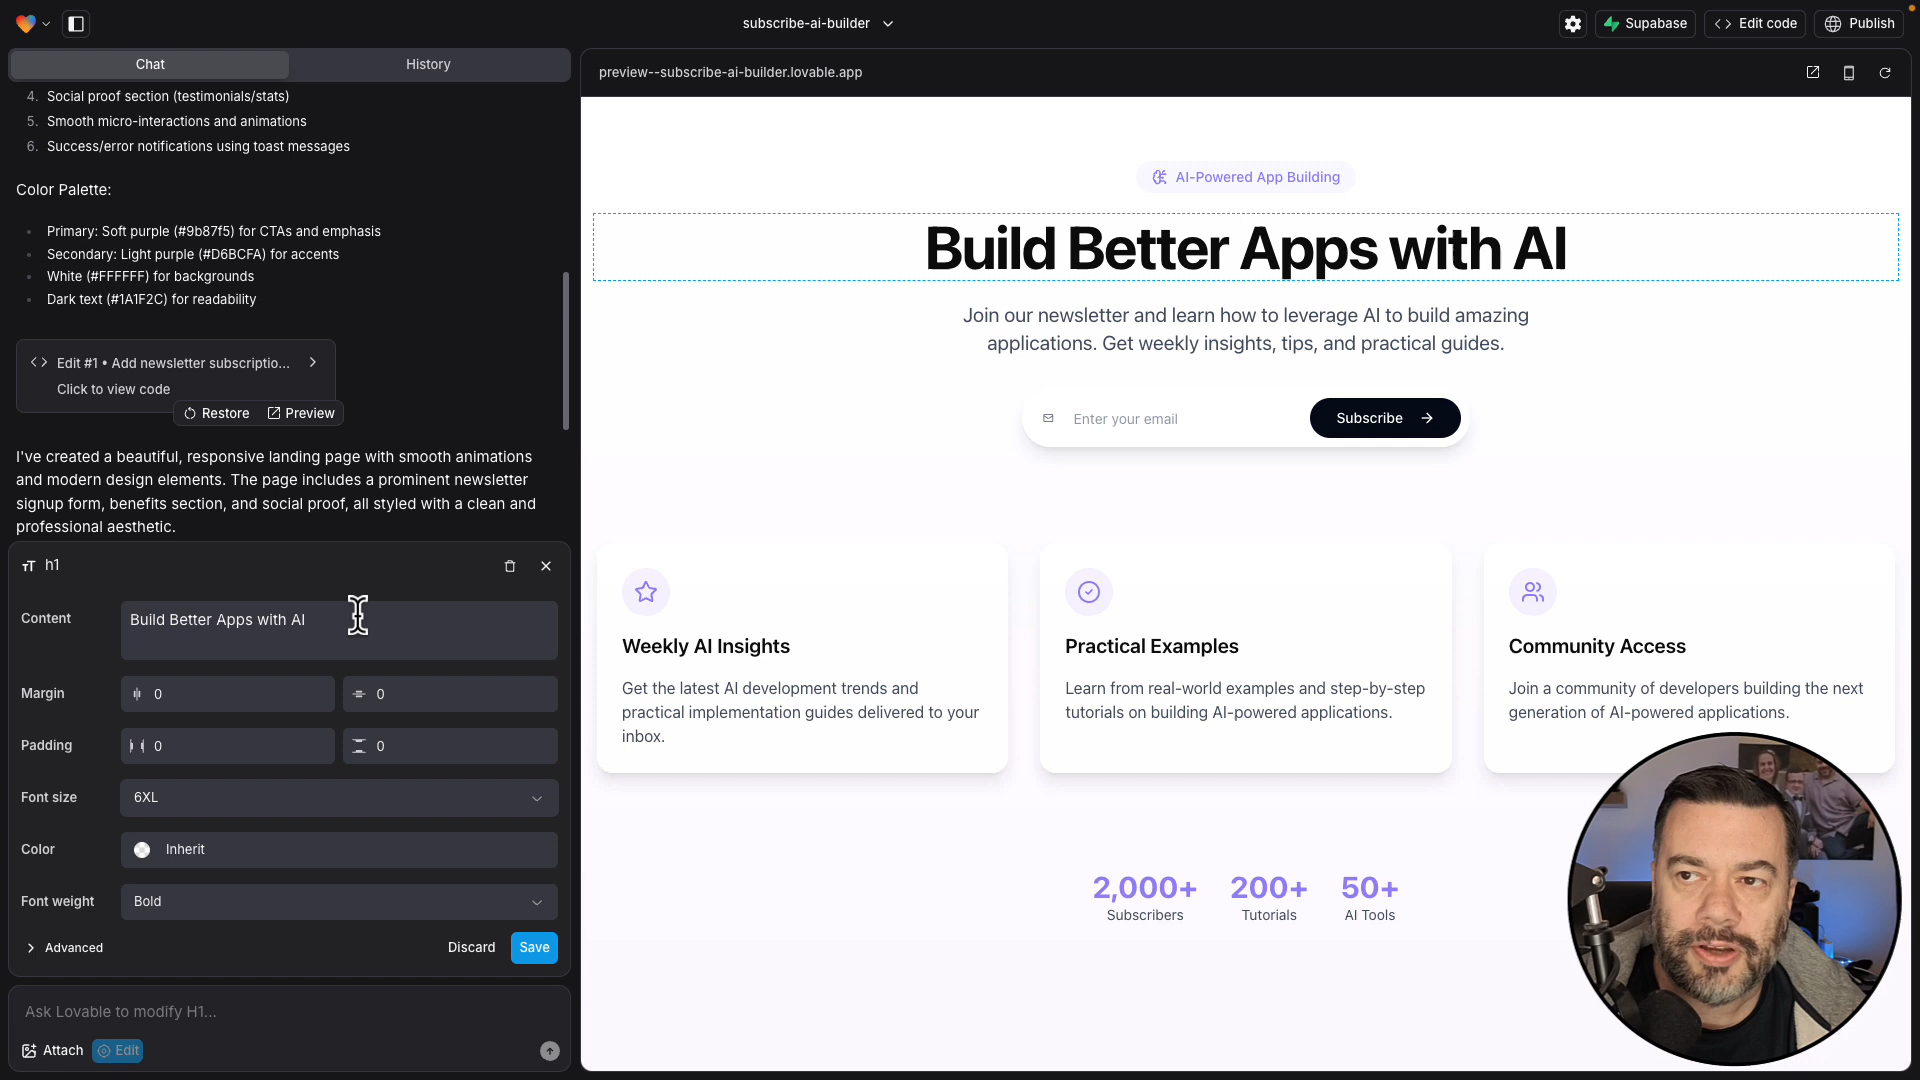 subscribe-ai-builder
Supabase
Edit code
Publish
Chat
History
4. Social proof section (testimonials/stats)
5. Smooth micro-interactions and animations
6. Success/error notifications using toast messages
Color Palette:
Primary: Soft purple (#9b87f5) for CTAs and emphasis
Secondary: Light purple (#D6BCFA) for accents
White (#FFFFFF) for backgrounds
Dark text (#1A1F2C) for readability
Edit #1 • Add newsletter subscriptio...
Click to view code
Restore
Preview
I've created a beautiful, responsive landing page with smooth animations
and modern design elements. The page includes a prominent newsletter
signup form, benefits section, and social proof, all styled with a clean and
professional aesthetic.
h1
Content
Build Better Apps with AI
Margin
0
0
Padding
0
0
Font size
6XL
Color
Inherit
Font weight
Bold
Advanced
Discard
Save
Ask Lovable to modify H1...
Attach
Edit
preview--subscribe-ai-builder.lovable.app
AI-Powered App Building
Build Better Apps with AI
Join our newsletter and learn how to leverage AI to build amazing
applications. Get weekly insights, tips, and practical guides.
Enter your email
Subscribe
Weekly AI Insights
Get the latest AI development trends and
practical implementation guides delivered to your
inbox.
Practical Examples
Learn from real-world examples and step-by-step
tutorials on building AI-powered applications.
Community Access
Join a community of developers building the next
generation of AI-powered applications.
2,000+
Subscribers
200+
Tutorials
50+
AI Tools